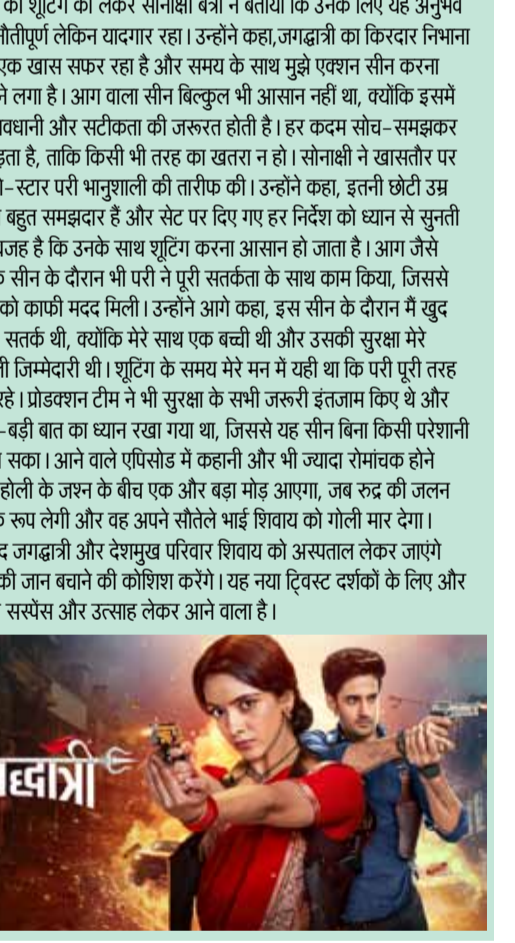 की शूटिंग को लेकर सोनाक्षी बत्रा ने बताया कि उनके लिए यह अनुभव
तीपूर्ण लेकिन यादगार रहा। उन्होंने कहा,जगद्धात्री का किरदार निभाना
एक खास सफर रहा है और समय के साथ मुझे एक्शन सीन करना
ने लगा है। आग वाला सीन बिल्कुल भी आसान नहीं था, क्योंकि इसमें
वधानी और सटीकता की जरूरत होती है। हर कदम सोच-समझकर
ड़ता है, ताकि किसी भी तरह का खतरा न हो। सोनाक्षी ने खासतौर पर
-स्टार परी भानुशाली की तारीफ की। उन्होंने कहा, इतनी छोटी उम्र
बहुत समझदार हैं और सेट पर दिए गए हर निर्देश को ध्यान से सुनती
वजह है कि उनके साथ शूटिंग करना आसान हो जाता है। आग जैसे
सीन के दौरान भी परी ने पूरी सतर्कता के साथ काम किया, जिससे
को काफी मदद मिली। उन्होंने आगे कहा, इस सीन के दौरान मैं खुद
सतर्क थी, क्योंकि मेरे साथ एक बच्ची थी और उसकी सुरक्षा मेरे
जिम्मेदारी थी। शूटिंग के समय मेरे मन में यही था कि परी पूरी तरह
रहे। प्रोडक्शन टीम ने भी सुरक्षा के सभी जरूरी इंतजाम किए थे और
-बड़ी बात का ध्यान रखा गया था, जिससे यह सीन बिना किसी परेशानी
सका। आने वाले एपिसोड में कहानी और भी ज्यादा रोमांचक होने
होली के जश्न के बीच एक और बड़ा मोड़ आएगा, जब रुद्र की जलन
रूप लेगी और वह अपने सौतेले भाई शिवाय को गोली मार देगा।
द जगद्धात्री और देशमुख परिवार शिवाय को अस्पताल लेकर जाएंगे
की जान बचाने की कोशिश करेंगे। यह नया ट्विस्ट दर्शकों के लिए और
सस्पेंस और उत्साह लेकर आने वाला है।
द्धात्री